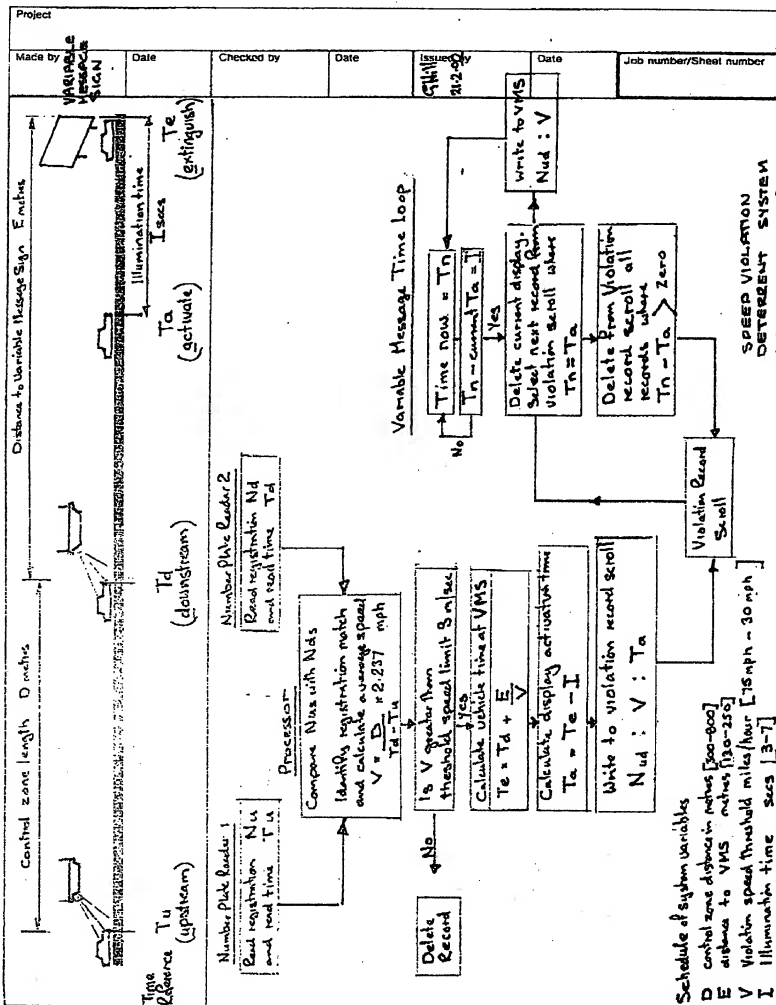 Project
Made by
Date
Checked by
Date
Issued by
Date
Job number/Sheet number
21-2-92
Control zone length D metres
Distance to Variable Message Sign E metres
VARIABLE
MESSAGE
SIGN
Illumination time
I secs
Time
Reference
Tu
(upstream)
Td
(downstream)
Ta
(activate)
Te
(extinguish)
Number Plate Reader 1
Read registration Nu
and read time Tu
Number Plate Reader 2
Read registration Nd
and read time Td
Processor
Compare Nus with Nds
Identify registration match
and calculate average speed
V = D / Td - Tu x 2.237 mph
Is V greater than
threshold speed limit S m/sec
No
Delete
Record
Yes
Calculate vehicle time at VMS
Te = Td + E / V
Calculate display activation time
Ta = Te - I
Write to violation record scroll
Nud : V : Ta
Variable Message Time Loop
Time now = Tn
Tn - current Ta = I
No
Yes
Delete current display.
Select next record from
violation scroll where
Tn = Ta
Write to VMS
Nud : V
Delete from Violation
record scroll all
records where
Tn - Ta > zero
Violation Record
Scroll
Schedule of system variables
D control zone distance in metres [300-800]
E distance to VMS metres [120-250]
V Violation speed threshold miles/hour [75 mph - 30 mph]
I Illumination time secs [3-7]
SPEED VIOLATION
DETERRENT SYSTEM